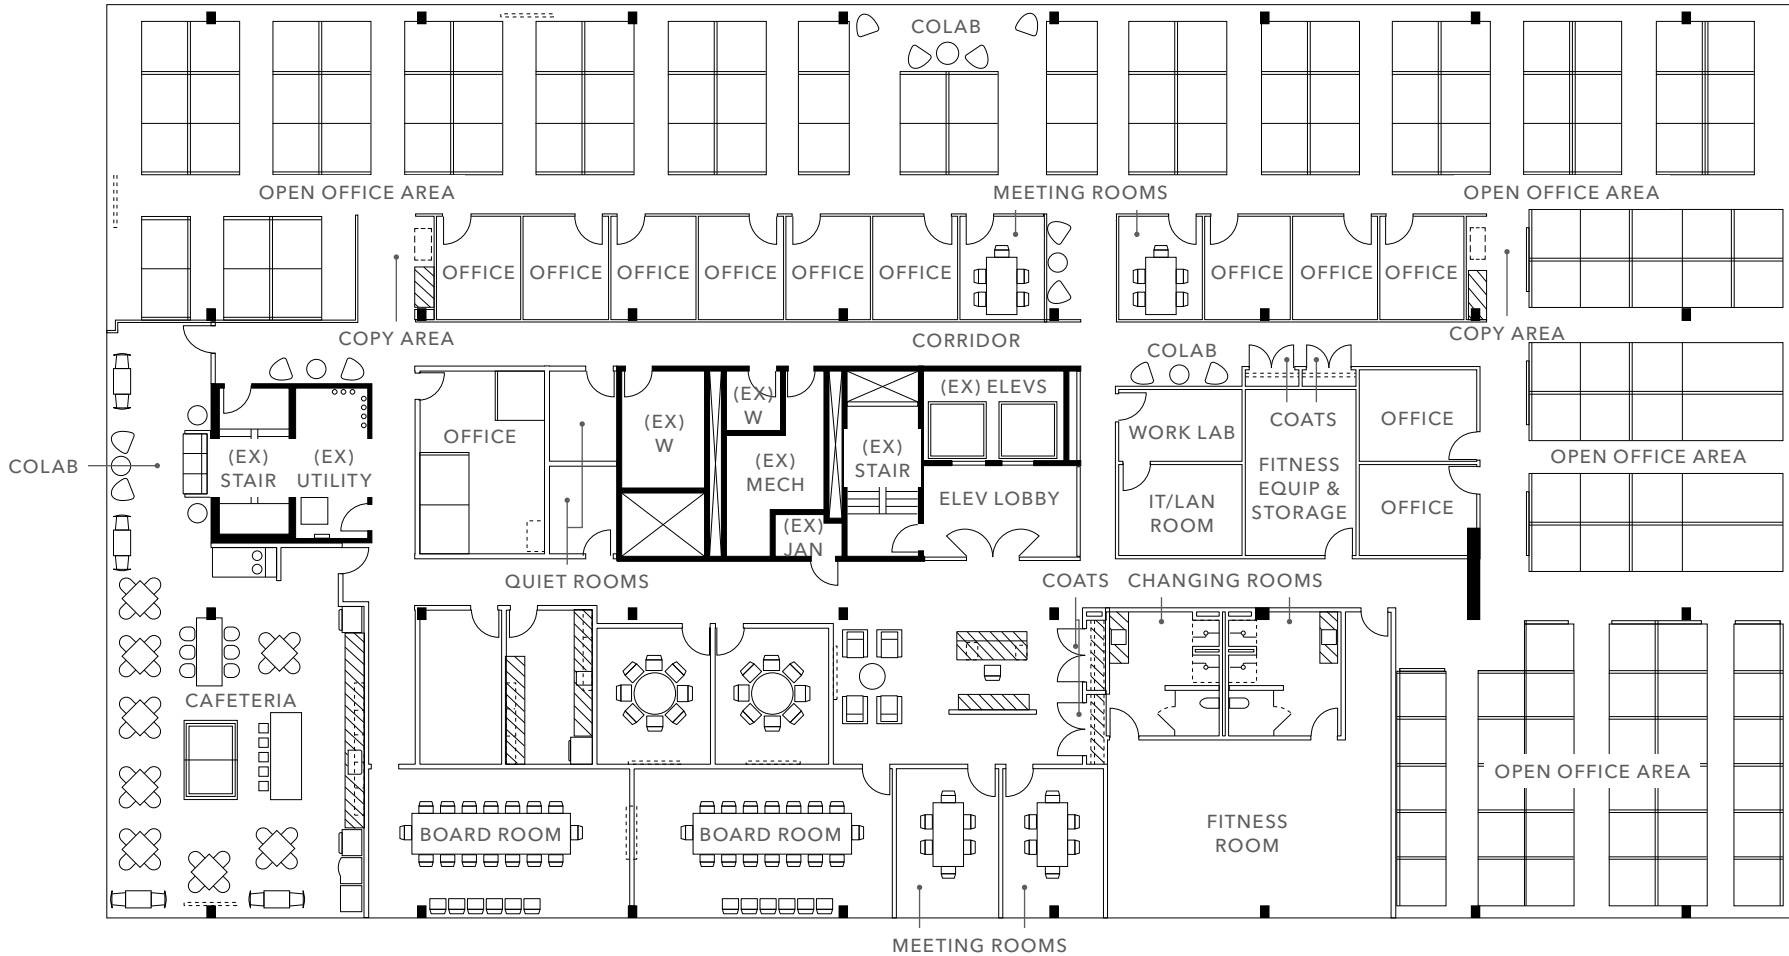 COLAB
OPEN OFFICE AREA
MEETING ROOMS
OPEN OFFICE AREA
OFFICE
OFFICE
OFFICE
OFFICE
OFFICE
OFFICE
OFFICE
OFFICE
OFFICE
COPY AREA
CORRIDOR
COPY AREA
COLAB
(EX) ELEVS
(EX)
W
COATS
OFFICE
OFFICE
(EX)
W
WORK LAB
OFFICE
COLAB
(EX)
STAIR
(EX)
UTILITY
(EX)
MECH
(EX)
STAIR
FITNESS
EQUIP &
STORAGE
OPEN OFFICE AREA
ELEV LOBBY
IT/LAN
ROOM
OFFICE
(EX)
JAN
QUIET ROOMS
COATS
CHANGING ROOMS
CAFETERIA
OPEN OFFICE AREA
BOARD ROOM
BOARD ROOM
FITNESS
ROOM
MEETING ROOMS